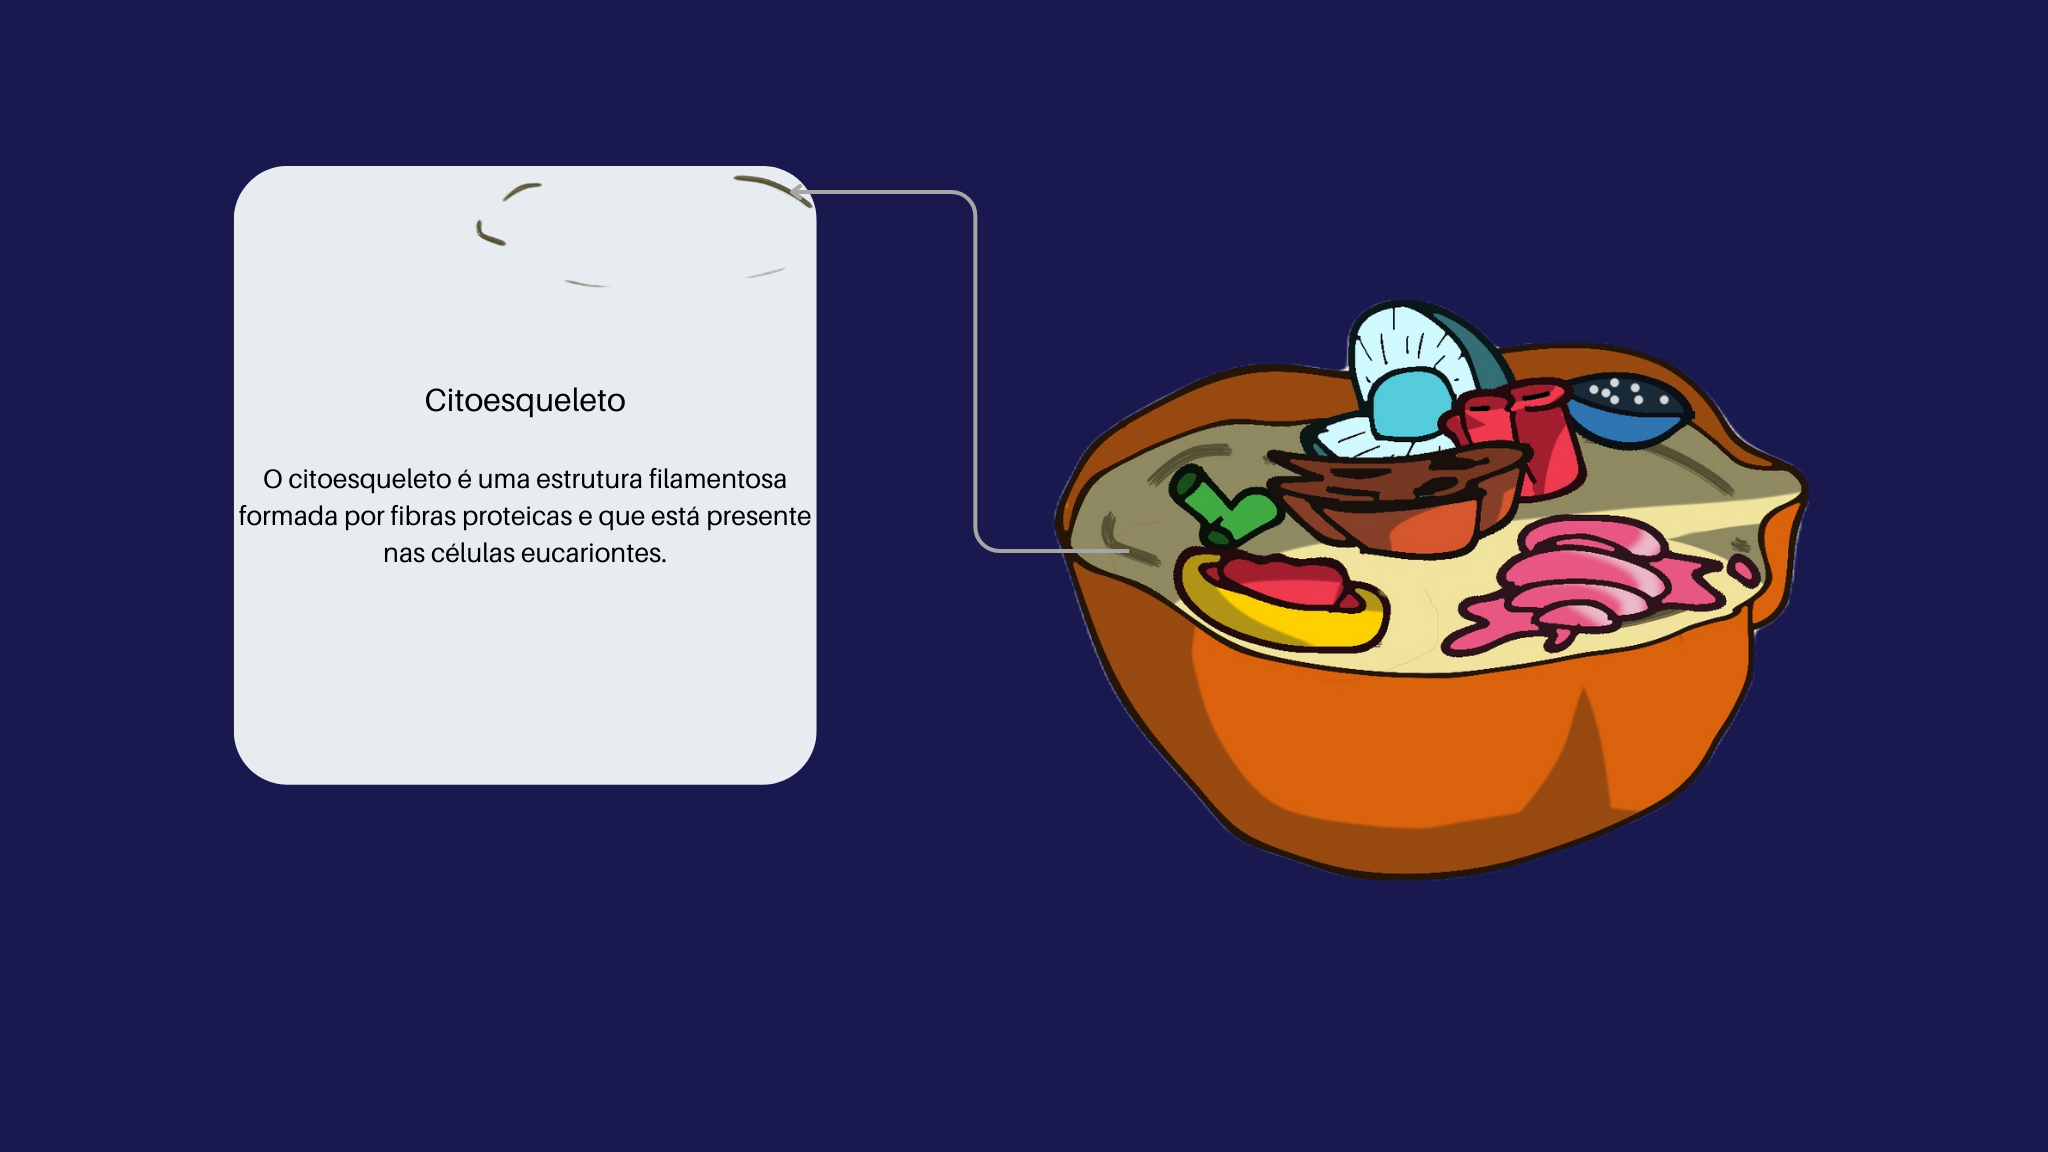 Citoesqueleto
O citoesqueleto é uma estrutura filamentosa
formada por fibras proteicas e que está presente
nas células eucariontes.